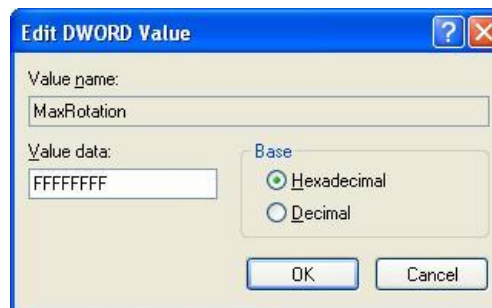 Edit DWORD Value
Value name:
MaxRotation
Value data:
FFFFFFFF
Base
Hexadecimal
Decimal
OK
Cancel